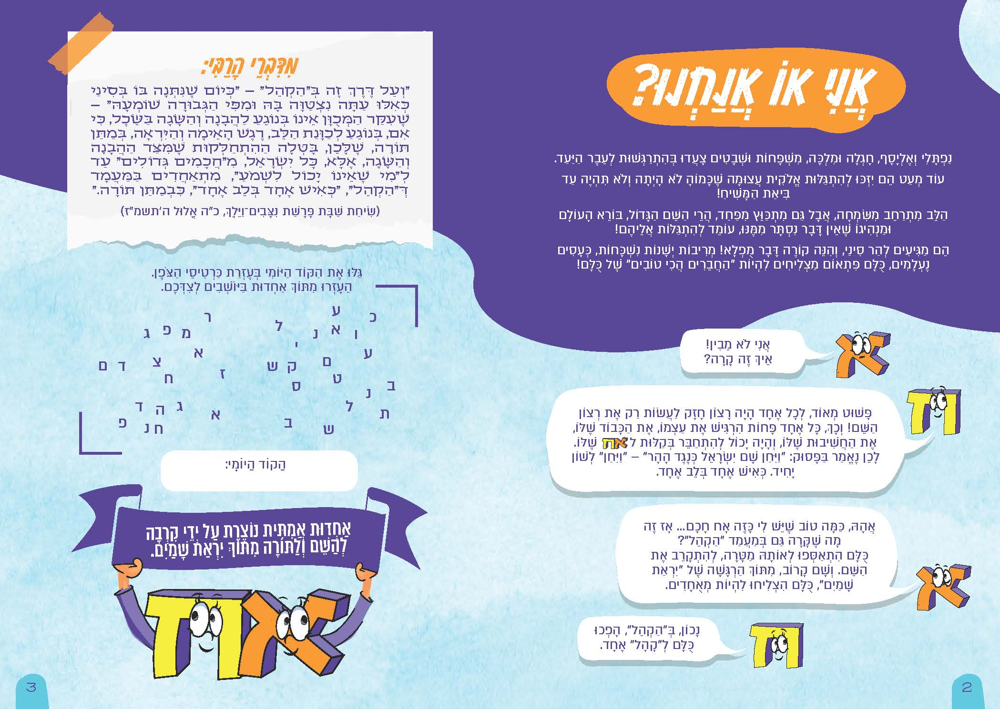 אֲנִי אוֹ אֲנַחְנוּ?
נַפְתָּלִי וְאֶלְיָסָף, חָגְלָה וּמִלְכָּה, מִשְׁפָּחוֹת וּשְׁבָטִים צָעֲדוּ בְּהִתְרַגְּשׁוּת לְעֵבֶר הַיַּעַד.
עוֹד מְעַט הֵם יִזְכּוּ לְהִתְגַּלּוּת אֱלֹקִית עֲצוּמָה שֶׁכָּמוֹהָ לֹא הָיְתָה וְלֹא תִּהְיֶה עַד
בִּיאַת הַמָּשִׁיחַ!
הַלֵּב מִתְרַחֵב מִשִּׂמְחָה, אֲבָל גַּם מִתְכַּוֵּץ מִפַּחַד, הֲרֵי הַשֵּׁם הַגָּדוֹל, בּוֹרֵא הָעוֹלָם
וּמַנְהִיגוֹ שֶׁאֵין דָּבָר נִסְתָּר מִמֶּנּוּ, עוֹמֵד לְהִתְגַּלּוֹת אֲלֵיהֶם!
הֵם מַגִּיעִים לְהַר סִינַי, וְהִנֵּה קוֹרֶה דָּבָר מֻפְלָא! מְרִיבוֹת יְשָׁנוֹת נִשְׁכָּחוֹת, כְּעָסִים
נֶעְלָמִים, כֻּלָּם פִּתְאוֹם מַצְלִיחִים לִהְיוֹת "הַחֲבֵרִים הֲכִי טוֹבִים" שֶׁל כֻּלָּם!
אֲנִי לֹא מֵבִין!
אֵיךְ זֶה קָרָה?
פָּשׁוּט מְאוֹד, לְכָל אֶחָד הָיָה רָצוֹן חָזָק לַעֲשׂוֹת רַק אֶת רְצוֹן
הַשֵּׁם! וְכָךְ, כָּל אֶחָד פָּחוֹת הִרְגִּישׁ אֶת עַצְמוֹ, אֶת הַכָּבוֹד שֶׁלּוֹ,
אֶת הַחֲשִׁיבוּת שֶׁלּוֹ, וְהָיָה יָכוֹל לְהִתְחַבֵּר בְּקַלּוּת לאח שֶׁלּוֹ.
לָכֵן נֶאֱמַר בַּפָּסוּק: "וַיִּחַן שָׁם יִשְׂרָאֵל כְּנֶגֶד הָהָר" – "וַיִּחַן" לְשׁוֹן
יָחִיד. כְּאִישׁ אֶחָד בְּלֵב אֶחָד.
אֲהָהּ, כַּמָּה טוֹב שֶׁיֵּשׁ לִי כָּזֶה אָח חָכָם... אָז זֶה
מָה שֶׁקָּרָה גַּם בְּמַעֲמַד "הַקְהֵל"?
כֻּלָּם הִתְאַסְּפוּ לְאוֹתָהּ מַטָּרָה, לְהִתְקָרֵב אֶת
הַשֵּׁם. וְשָׁם קָרוֹב, מִתּוֹךְ הַרְגָּשָׁה שֶׁל "יִרְאַת
שָׁמַיִם", כֻּלָּם הִצְלִיחוּ לִהְיוֹת מְאֻחָדִים.
נָכוֹן, בְּ"הַקְהֵל", הָפְכוּ
כֻּלָּם לְ"קָהָל" אֶחָד.
2
מִדִּבְרֵי הָרַבִּי:
"וְעַל דֶּרֶךְ זֶה בְּ"הַקְהֵל" – "כְּיוֹם שֶׁנִּתְּנָה בּוֹ בְּסִינַי
כְּאִלּוּ עַתָּה נִצְטַוָּה בָּהּ וּמִפִּי הַגְּבוּרָה שׁוֹמְעָהּ" –
שֶׁעִקַּר הַמְּכֻוָּן אֵינוֹ בְּנוֹגֵעַ לַהֲבָנָה וְהַשָּׂגָה בַּשֵּׂכֶל, כִּי
אִם, בְּנוֹגֵעַ לְכַוָּנַת הַלֵּב, רֶגֶשׁ הָאֵימָה וְהַיִּרְאָה, בְּמַתַּן
תּוֹרָה, שֶׁלָּכֵן, בָּטְלָה הַהִתְחַלְּקוּת שֶׁמִּצַּד הַהֲבָנָה
וְהַשָּׂגָה, אֶלָּא, כָּל יִשְׂרָאֵל, מִ"חֲכָמִים גְּדוֹלִים" עַד
לְ"מִי שֶׁאֵינוֹ יָכוֹל לִשְׁמֹעַ", מִתְאַחֲדִים בַּמַּעֲמָד
דְּ"הַקְהֵל", "כְּאִישׁ אֶחָד בְּלֵב אֶחָד", כִּבְמַתַּן תּוֹרָה."
(שִׂיחַת שַׁבָּת פָּרָשַׁת נִצָּבִים־וַיֵּלֶךְ, כ"ה אֱלוּל ה'תשמ"ז)
גַּלּוּ אֶת הַקּוֹד הַיּוֹמִי בְּעֶזְרַת כַּרְטִיסֵי הַצֹּפֶן.
הֵעָזְרוּ מִתּוֹךְ אַחְדוּת בַּיּוֹשְׁבִים לְצִדְּכֶם.
ע
כ ר
ל
ו א נ מ פ ג
י
ע א
ם ק ש צ ד ם
ז
ט ח
ב ס
נ
ל ג ה ד
ת א
ש ב פ
ח נ
הַקּוֹד הַיּוֹמִי:
אַחְדוּת אֲמִתִּית נוֹצֶרֶת עַל יְדֵי קִרְבָה
לְהַשֵּׁם וְלַתּוֹרָה מִתּוֹךְ יִרְאַת שָׁמַיִם.
אח
3